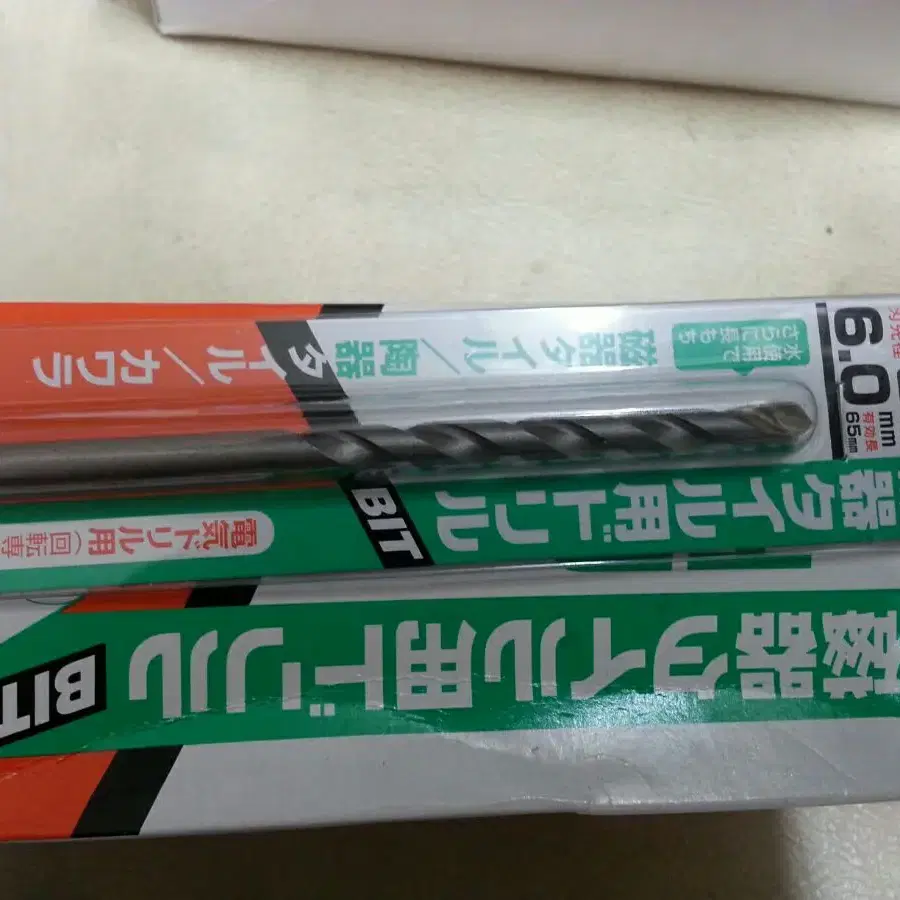 刃先径
6.0mm
有効長
65mm
水使用で
さらに長もち
磁器タイル／陶器
タイル／カワラ
器タイル用ドリル
BIT
電気ドリル用（回転専
磁器タイル用ドリル
BIT